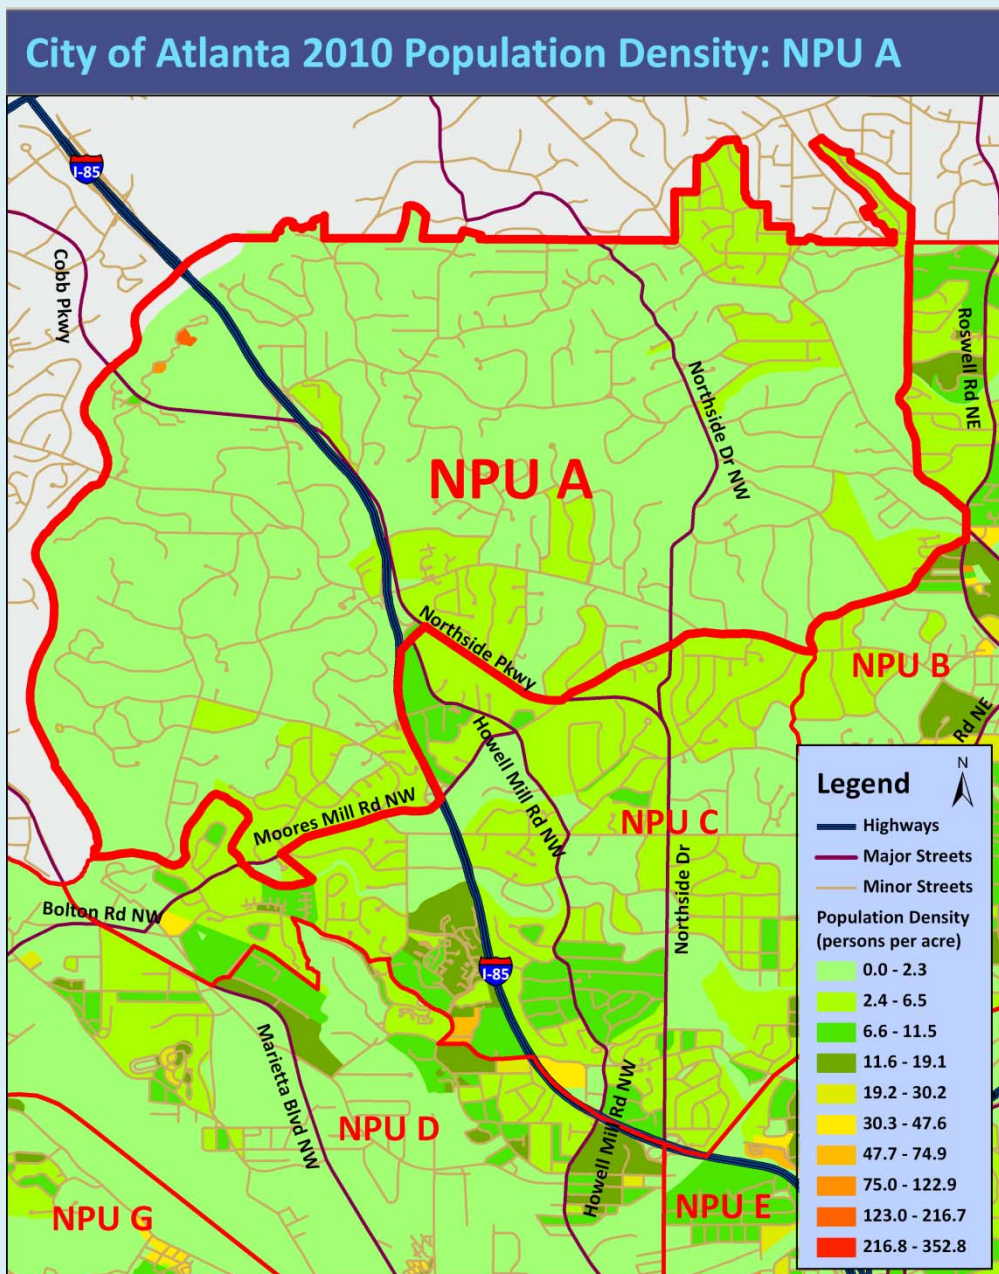 City of Atlanta 2010 Population Density: NPU A
I-85
Cobb Pkwy
Roswell Rd NE
Northside Dr NW
NPU A
Northside Pkwy
NPU B
Rd NE
Howell Mill Rd NW
Moores Mill Rd NW
NPU C
Northside Dr
Bolton Rd NW
I-85
Marietta Blvd NW
NPU D
Howell Mill Rd NW
NPU E
NPU G
Legend
N
Highways
Major Streets
Minor Streets
Population Density
(persons per acre)
0.0 - 2.3
2.4 - 6.5
6.6 - 11.5
11.6 - 19.1
19.2 - 30.2
30.3 - 47.6
47.7 - 74.9
75.0 - 122.9
123.0 - 216.7
216.8 - 352.8